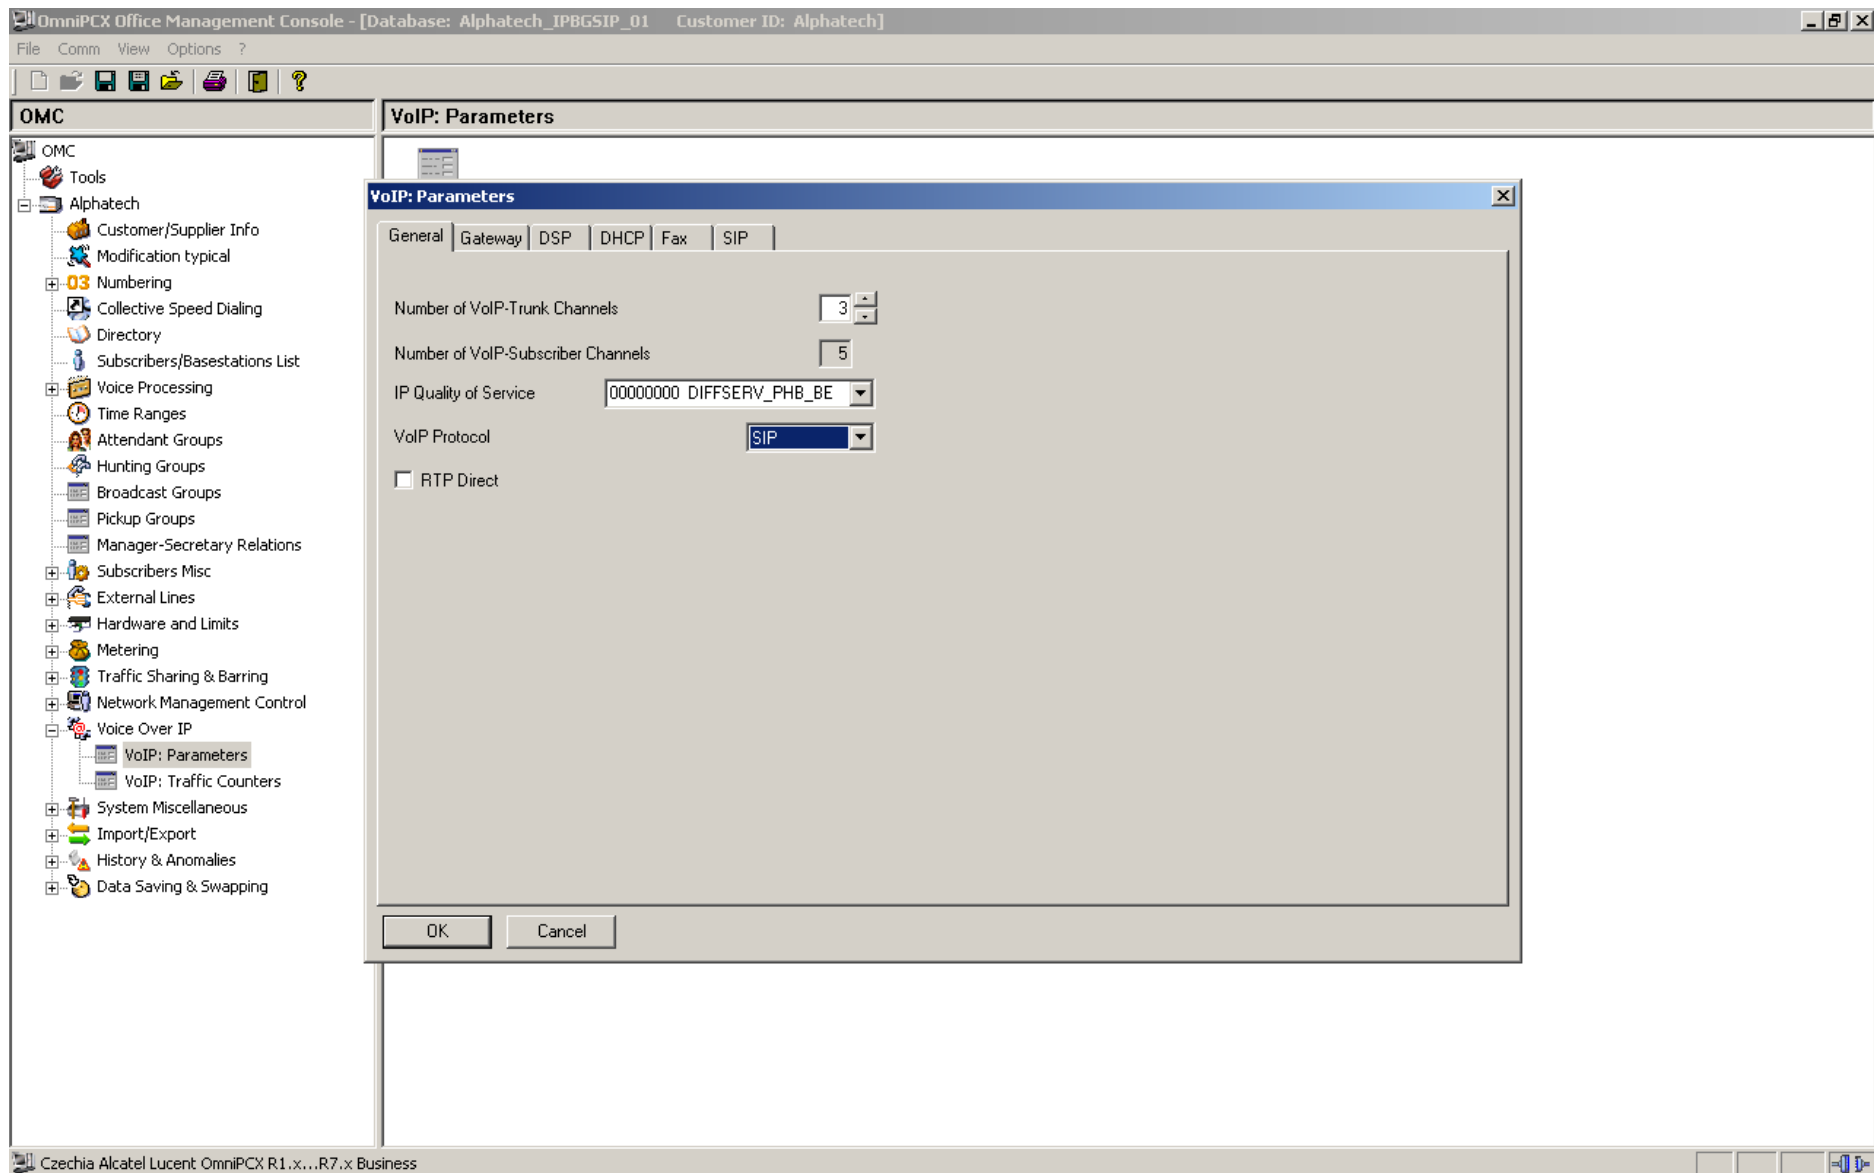 OmniPCX Office Management Console - [Database: Alphatech_IPBGSIP_01 Customer ID: Alphatech]
File Comm View Options ?
OMC
VoIP: Parameters
OMC
Tools
Alphatech
Customer/Supplier Info
Modification typical
03 Numbering
Collective Speed Dialing
Directory
Subscribers/Basestations List
Voice Processing
Time Ranges
Attendant Groups
Hunting Groups
Broadcast Groups
Pickup Groups
Manager-Secretary Relations
Subscribers Misc
External Lines
Hardware and Limits
Metering
Traffic Sharing & Barring
Network Management Control
Voice Over IP
VoIP: Parameters
VoIP: Traffic Counters
System Miscellaneous
Import/Export
History & Anomalies
Data Saving & Swapping
VoIP: Parameters
General Gateway DSP DHCP Fax SIP
Number of VoIP-Trunk Channels 3
Number of VoIP-Subscriber Channels 5
IP Quality of Service 00000000 DIFFSERV_PHB_BE
VoIP Protocol SIP
RTP Direct
OK Cancel
Czechia Alcatel Lucent OmniPCX R1.x...R7.x Business